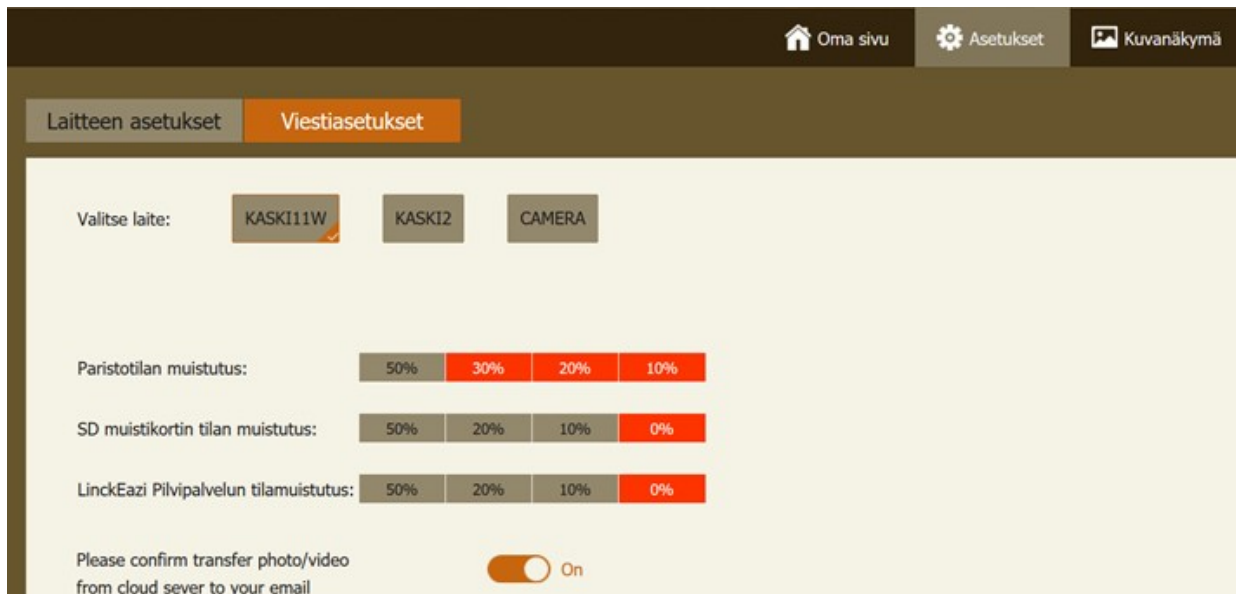 Oma sivu Asetukset Kuvanäkymä
Laitteen asetukset Viestiasetukset
Valitse laite: KASKI11W KASKI2 CAMERA
Paristotilan muistutus: 50% 30% 20% 10%
SD muistikortin tilan muistutus: 50% 20% 10% 0%
LinckEazi Pilvipalvelun tilamuistutus: 50% 20% 10% 0%
Please confirm transfer photo/video
from cloud sever to your email On